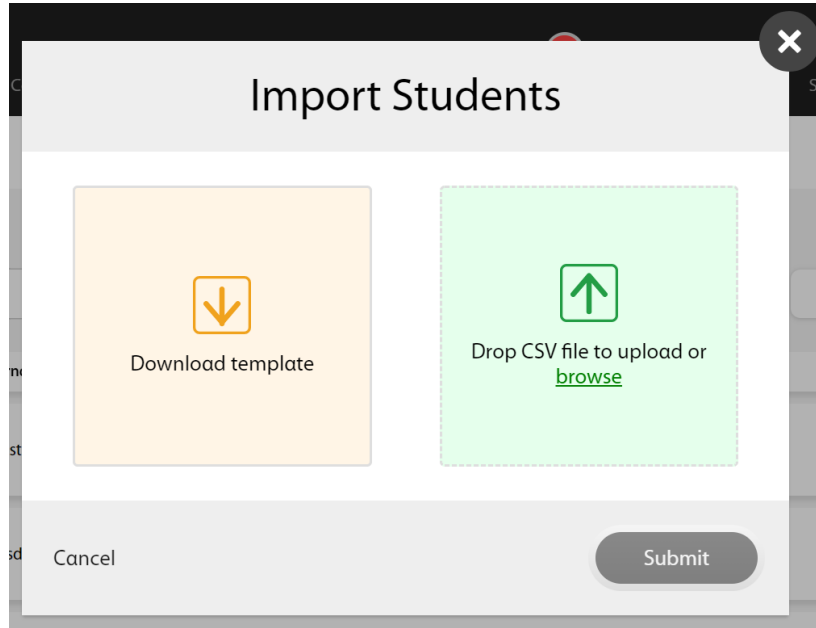 Import Students
Download template
Drop CSV file to upload or
browse
Cancel
Submit